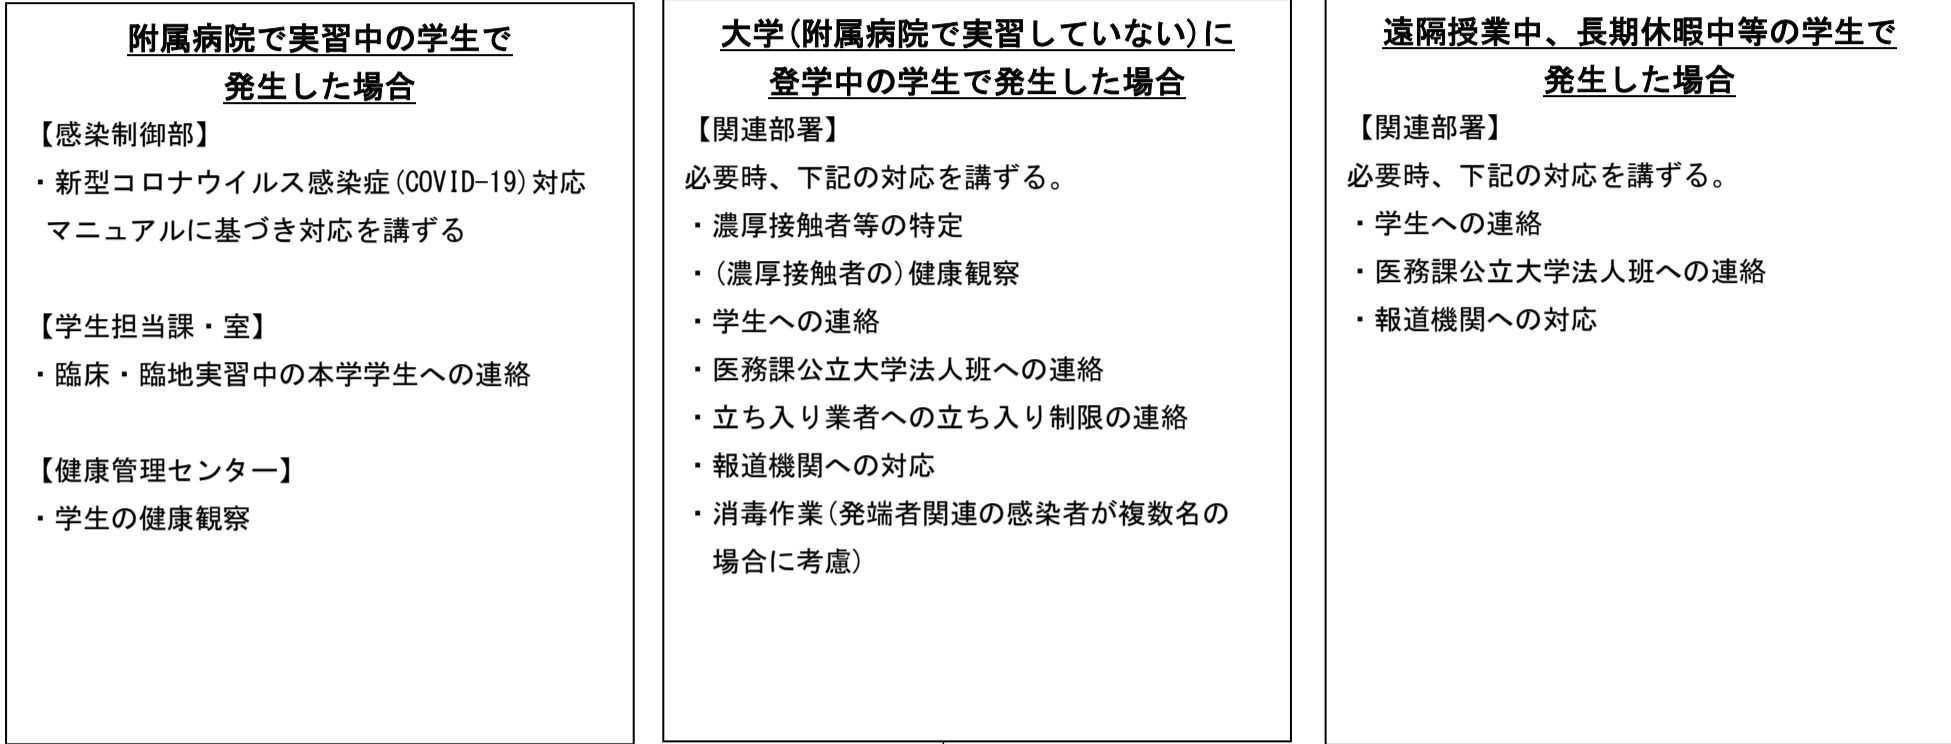 附属病院で実習中の学生で
発生した場合
【感染制御部】
・新型コロナウイルス感染症(COVID-19)対応
マニュアルに基づき対応を講ずる
【学生担当課・室】
・臨床・臨地実習中の本学学生への連絡
【健康管理センター】
・学生の健康観察
大学(附属病院で実習していない)に
登学中の学生で発生した場合
【関連部署】
必要時、下記の対応を講ずる。
・濃厚接触者等の特定
・(濃厚接触者の)健康観察
・学生への連絡
・医務課公立大学法人班への連絡
・立ち入り業者への立ち入り制限の連絡
・報道機関への対応
・消毒作業(発端者関連の感染者が複数名の
場合に考慮)
遠隔授業中、長期休暇中等の学生で
発生した場合
【関連部署】
必要時、下記の対応を講ずる。
・学生への連絡
・医務課公立大学法人班への連絡
・報道機関への対応